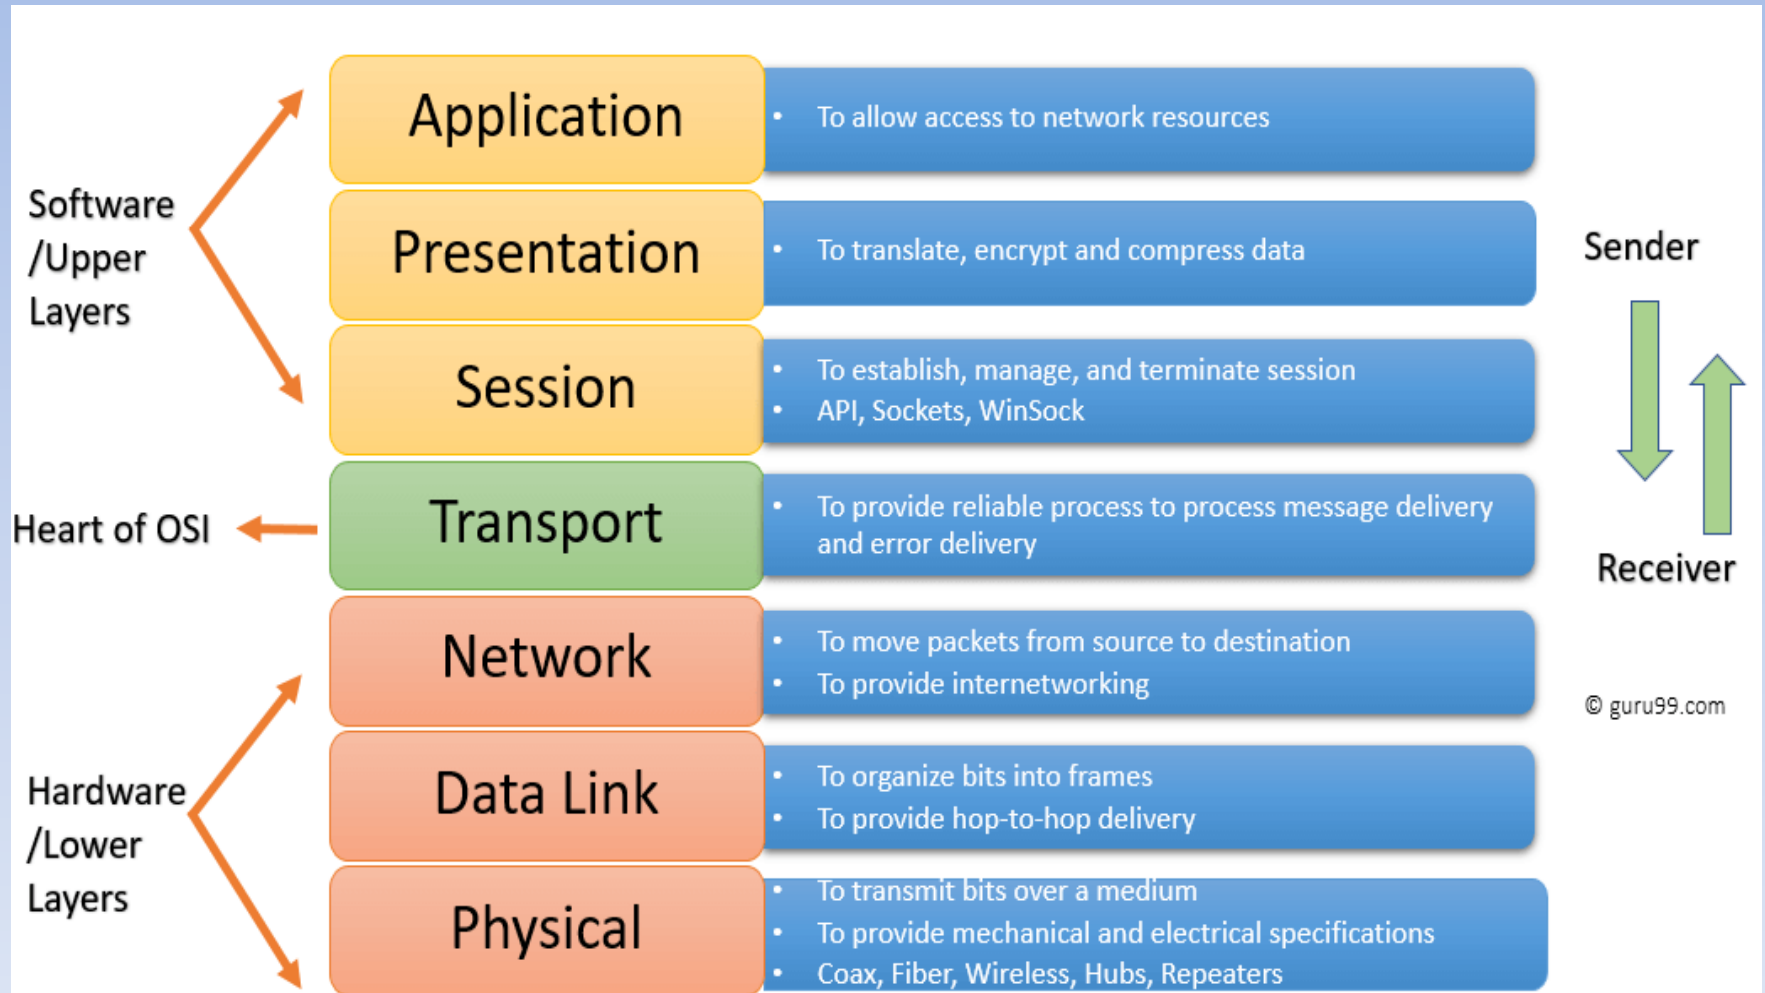 Application
• To allow access to network resources
Software
/Upper
Layers
Presentation
• To translate, encrypt and compress data
Sender
Session
• To establish, manage, and terminate session
• API, Sockets, WinSock
Heart of OSI
Transport
• To provide reliable process to process message delivery
and error delivery
Receiver
Network
• To move packets from source to destination
• To provide internetworking
© guru99.com
Hardware
/Lower
Layers
Data Link
• To organize bits into frames
• To provide hop-to-hop delivery
Physical
• To transmit bits over a medium
• To provide mechanical and electrical specifications
• Coax, Fiber, Wireless, Hubs, Repeaters